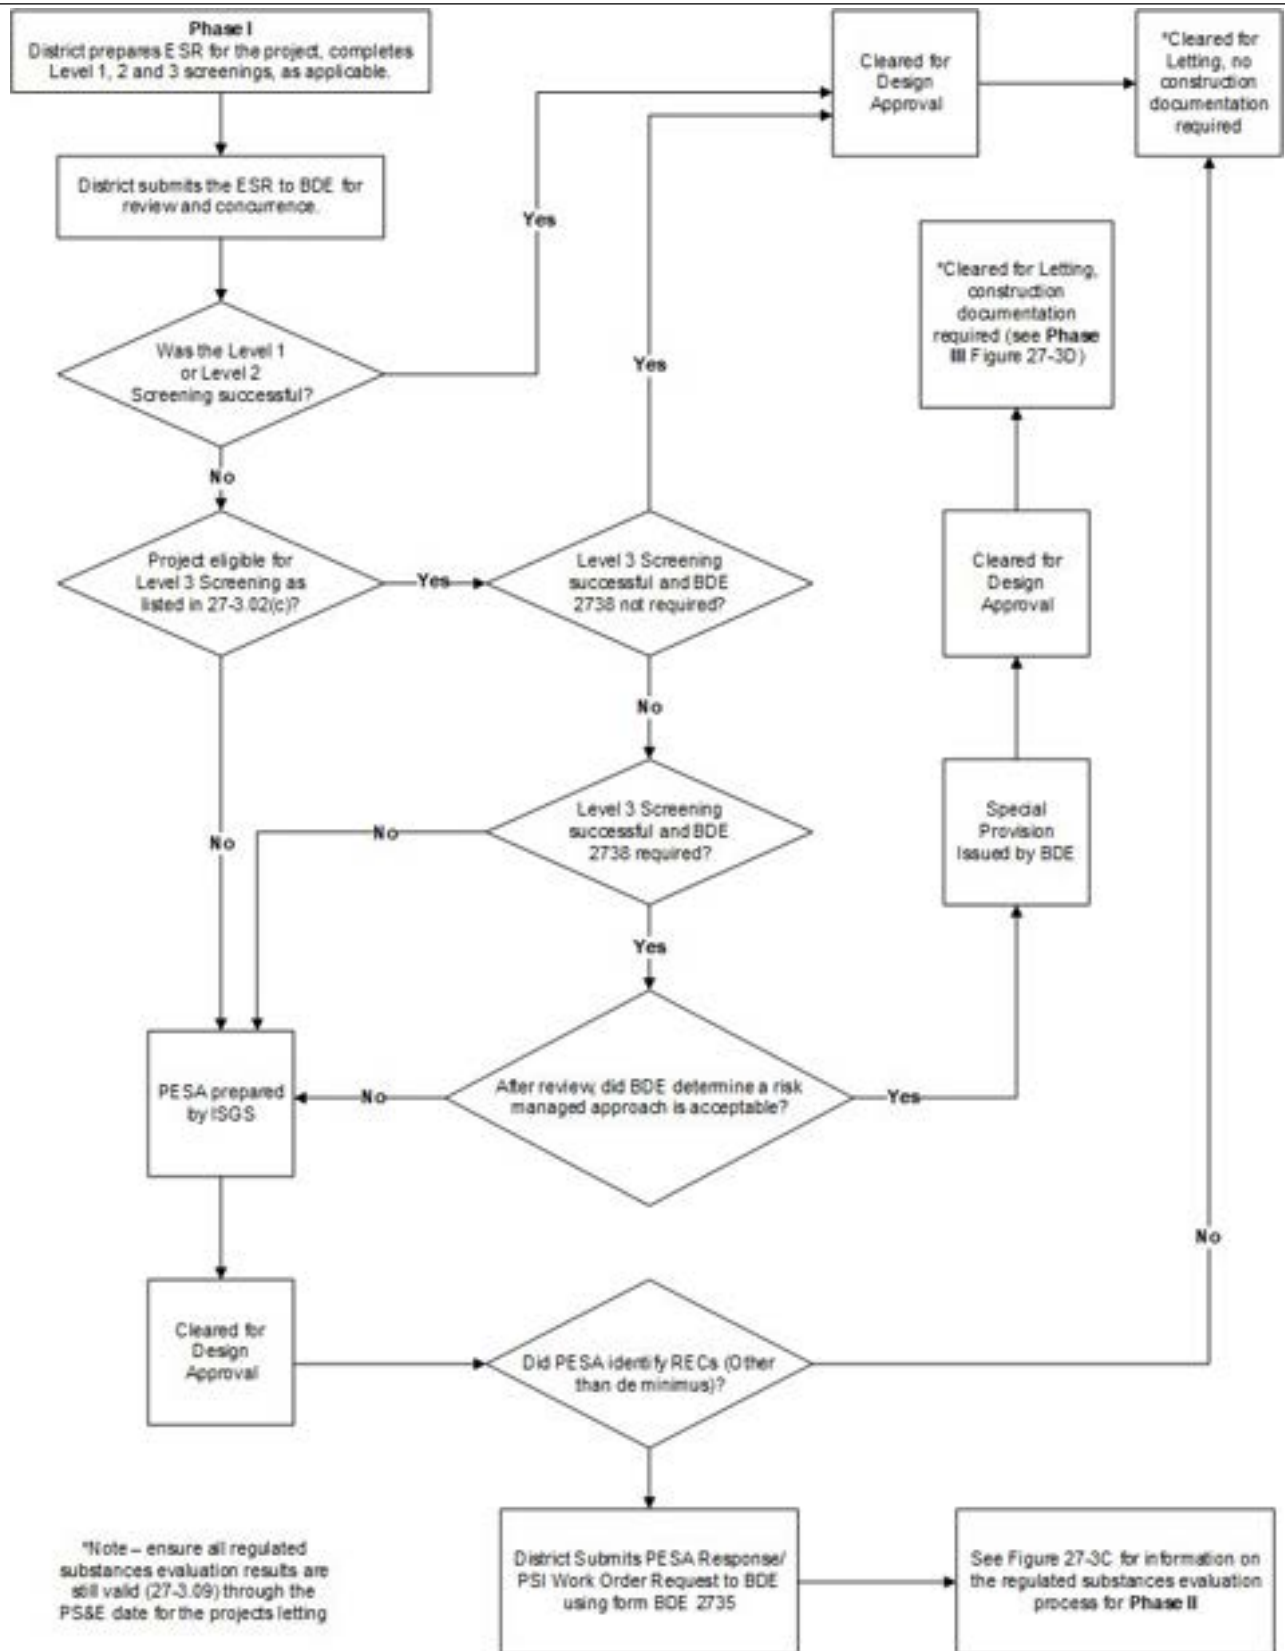 Phase I
District prepares ESR for the project, completes
Level 1, 2 and 3 screenings, as applicable.
Cleared for
Design
Approval
*Cleared for
Letting, no
construction
documentation
required
District submits the ESR to BDE for
review and concurrence.
Yes
*Cleared for Letting,
construction
documentation
required (see Phase
III Figure 27-3D)
Was the Level 1
or Level 2
Screening successful?
Yes
No
Project eligible for
Level 3 Screening as
listed in 27-3.02(c)?
Yes
Level 3 Screening
successful and BDE
2738 not required?
Cleared for
Design
Approval
No
No
Level 3 Screening
successful and BDE
2738 required?
No
Special
Provision
Issued by BDE
Yes
PESA prepared
by ISGS
No
After review, did BDE determine a risk
managed approach is acceptable?
Yes
No
Cleared for
Design
Approval
Did PESA identify RECs (Other
than de minimus)?
*Note – ensure all regulated
substances evaluation results are
still valid (27-3.09) through the
PS&E date for the projects letting
District Submits PESA Response/
PSI Work Order Request to BDE
using form BDE 2735
See Figure 27-3C for information on
the regulated substances evaluation
process for Phase II